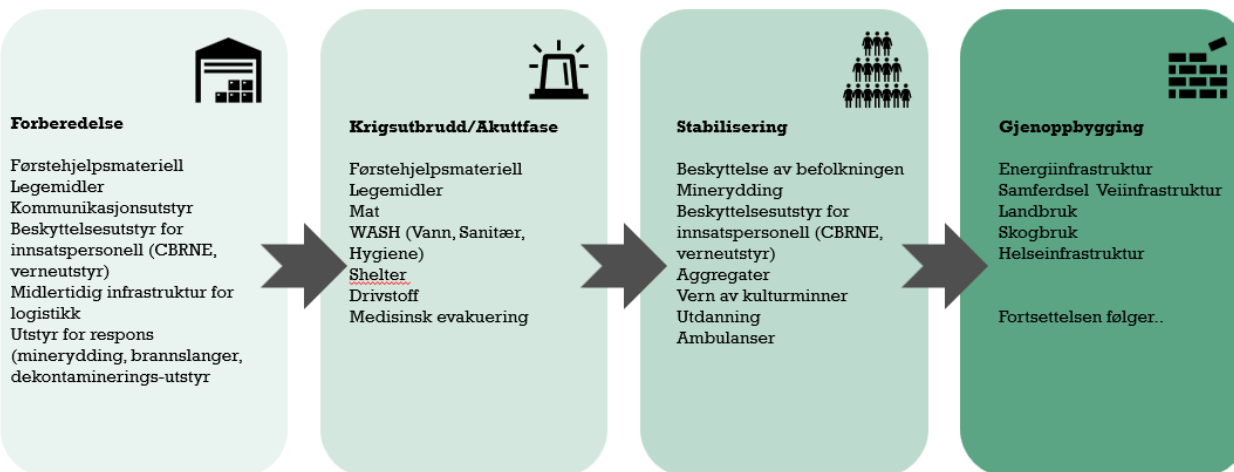 Forberedelse
Førstehjelpsmateriell
Legemidler
Kommunikasjonsutstyr
Beskyttelsesutstyr for
innsatspersonell (CBRNE,
verneutstyr)
Midlertidig infrastruktur for
logistikk
Utstyr for respons
(minerydding, brannslanger,
dekontaminerings-utstyr
Krigsutbrudd/Akuttfase
Førstehjelpsmateriell
Legemidler
Mat
WASH (Vann, Sanitær,
Hygiene)
Shelter
Drivstoff
Medisinsk evakuering
Stabilisering
Beskyttelse av befolkningen
Minerydding
Beskyttelsesutstyr for
innsatspersonell (CBRNE,
verneutstyr)
Aggregater
Vern av kulturminner
Utdanning
Ambulanser
Gjenoppbygging
Energiinfrastruktur
Samferdsel Veiinfrastruktur
Landbruk
Skogbruk
Helseinfrastruktur
Fortsettelsen følger..